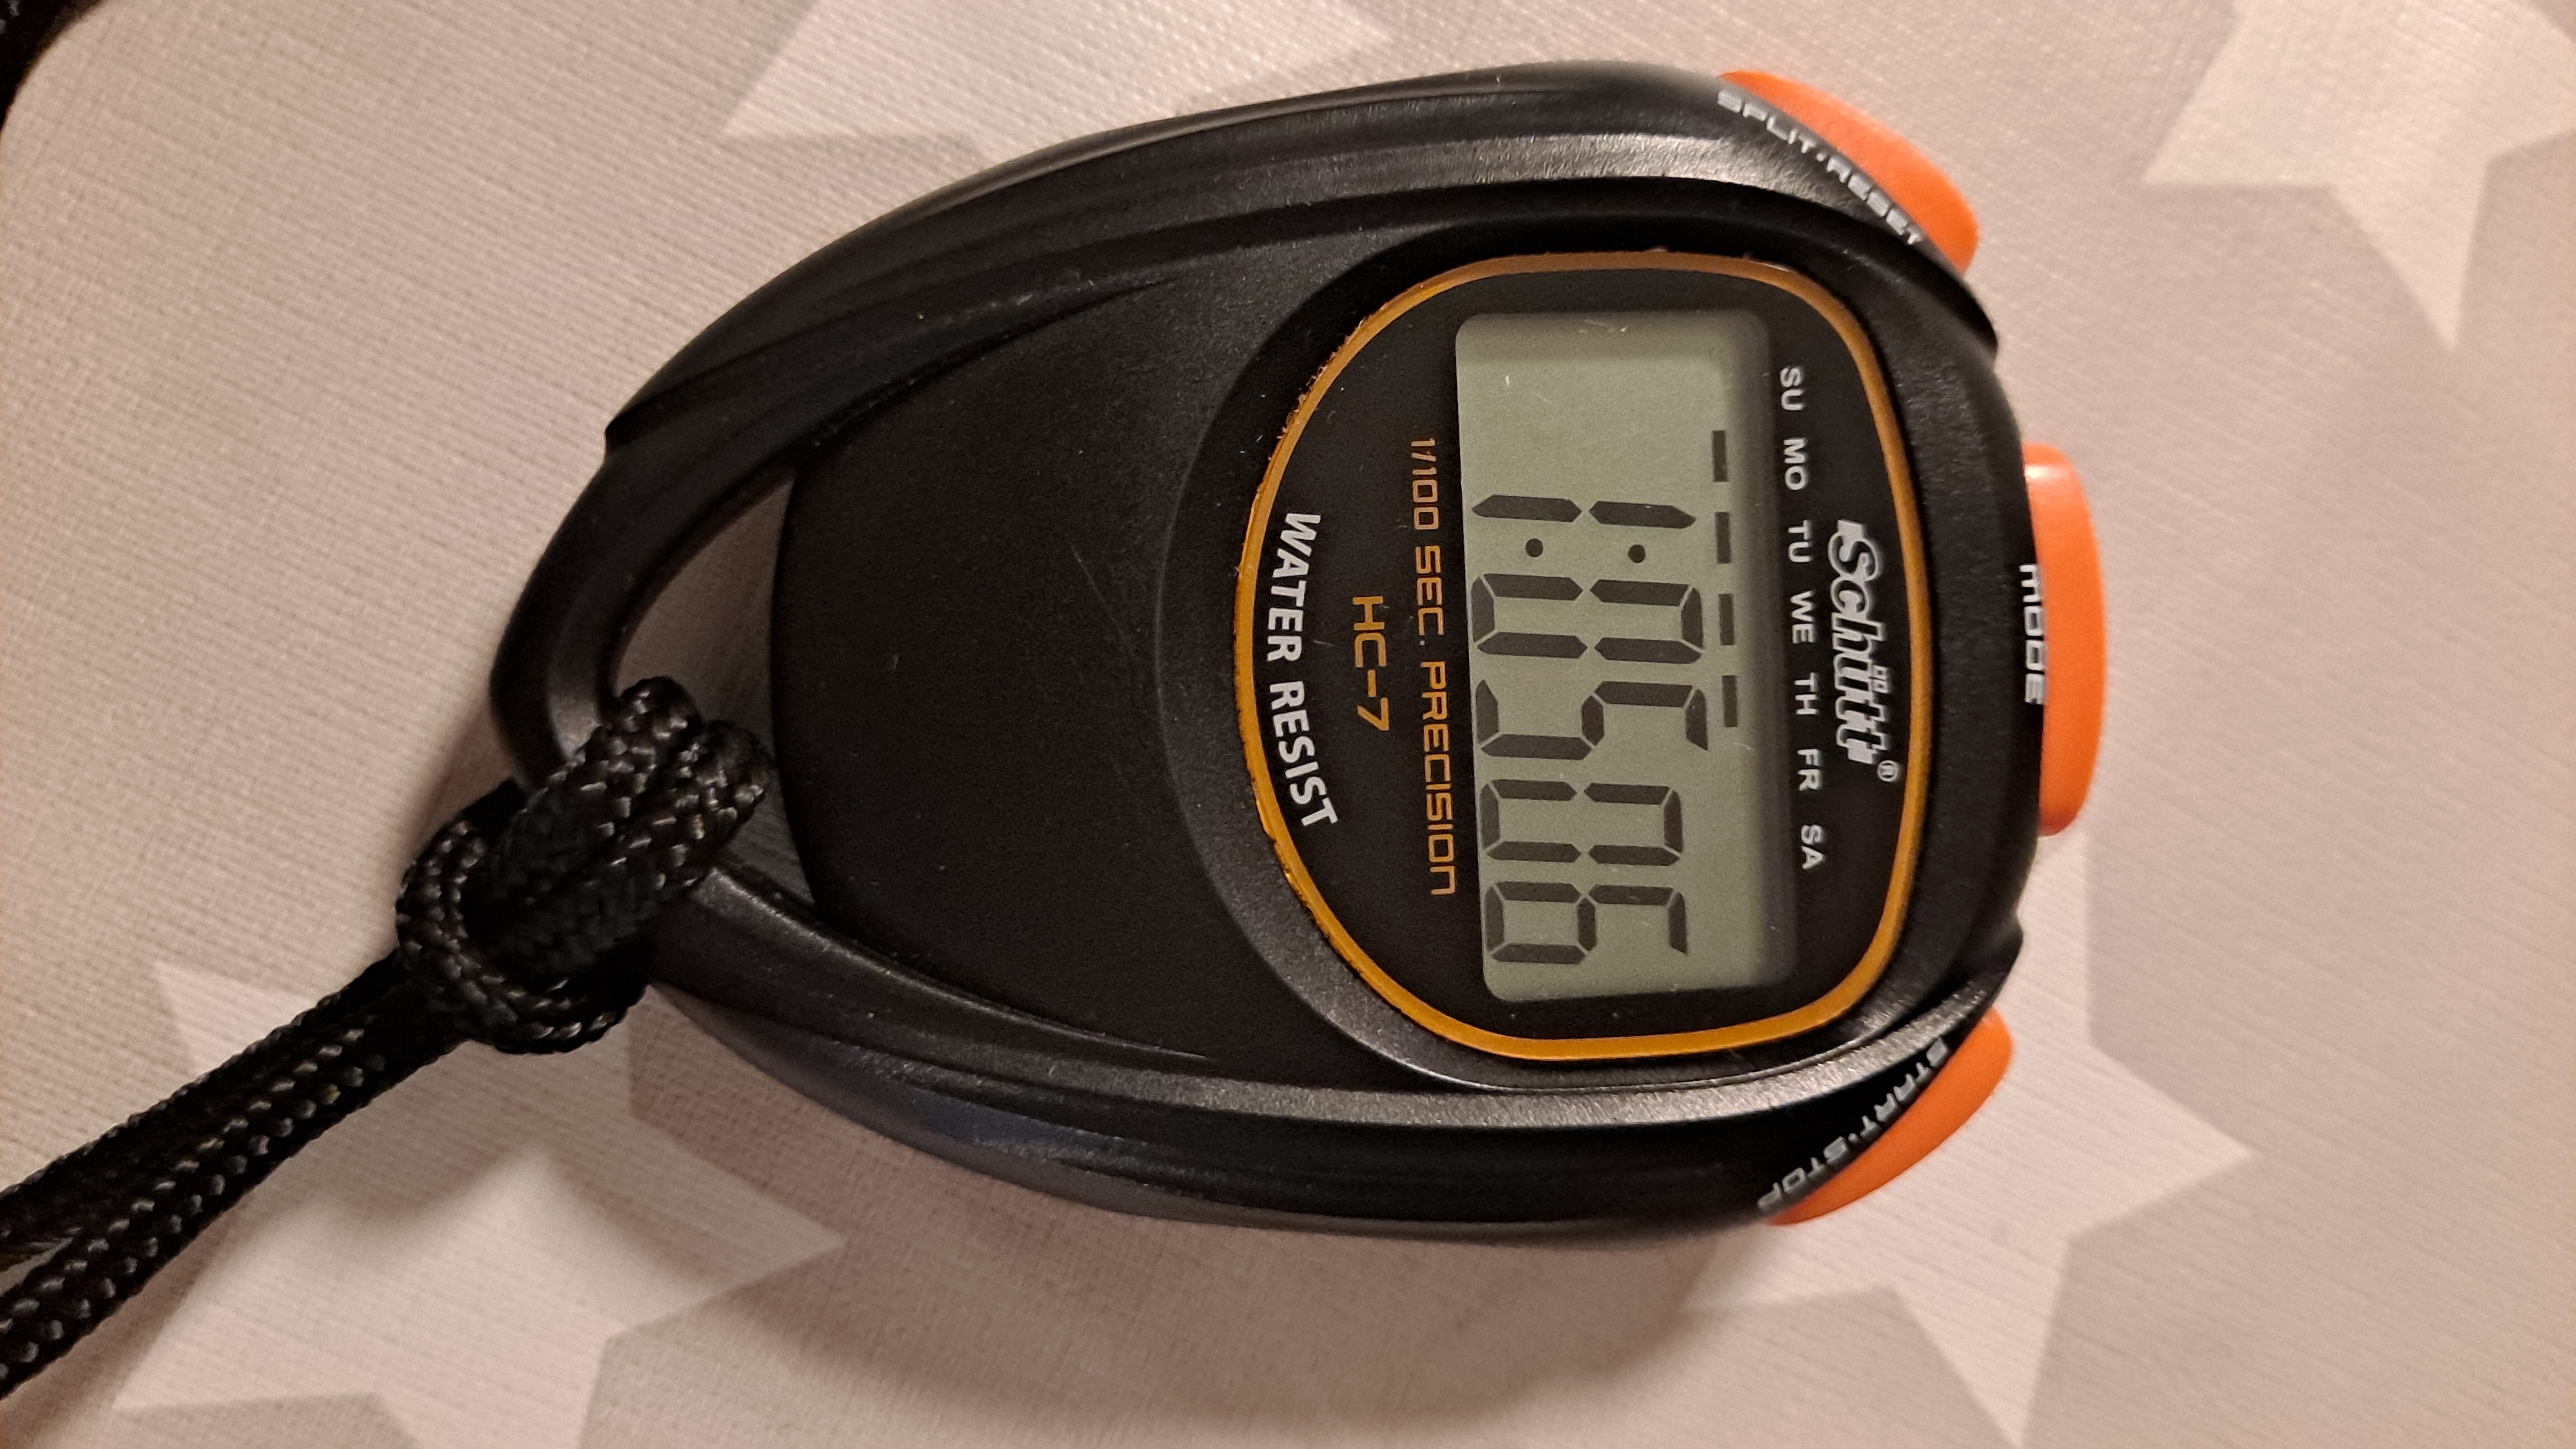 SPLIT·RESET
MODE
START·STOP
Schütt®
SU MO TU WE TH FR SA
1:05 06
1/100 SEC. PRECISION
HC-7
WATER RESIST